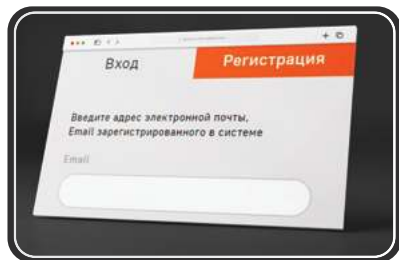 Вход
Регистрация
Введите адрес электронной почты,
Email зарегистрированного в системе
Email